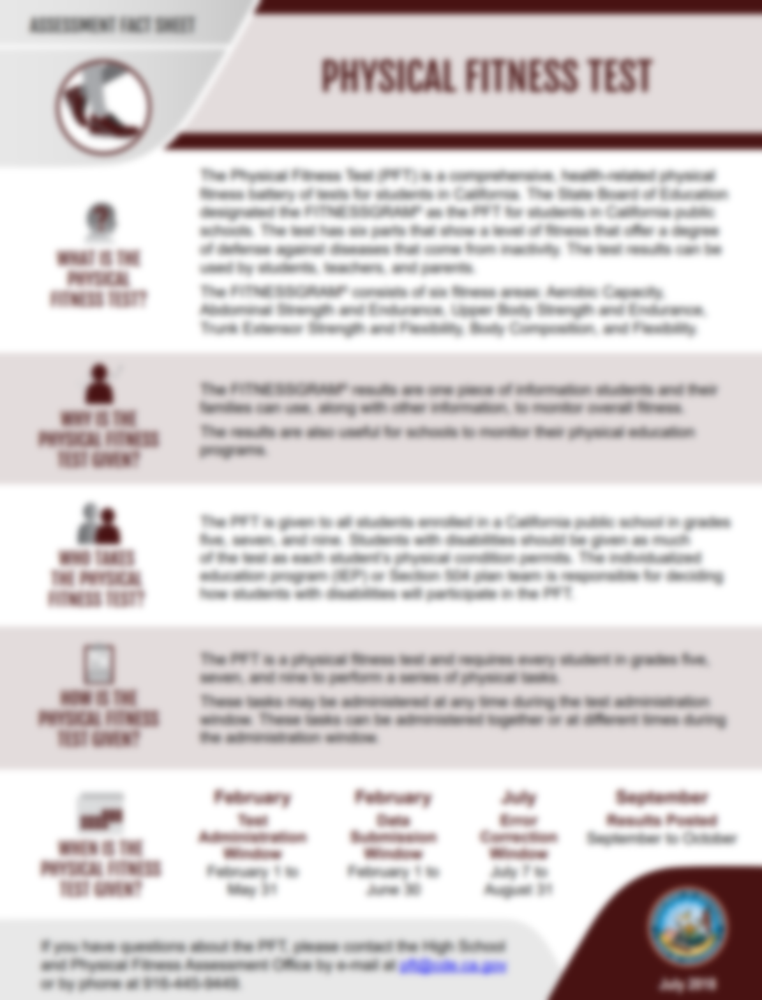 ASSESSMENT FACT SHEET
PHYSICAL FITNESS TEST
WHAT IS THE
PHYSICAL
FITNESS TEST?
The Physical Fitness Test (PFT) is a comprehensive, health-related physical
fitness battery of tests for students in California. The State Board of Education
designated the FITNESSGRAM® as the PFT for students in California public
schools. The test has six parts that show a level of fitness that offer a degree
of defense against diseases that come from inactivity. The test results can be
used by students, teachers, and parents.
The FITNESSGRAM® consists of six fitness areas: Aerobic Capacity,
Abdominal Strength and Endurance, Upper Body Strength and Endurance,
Trunk Extensor Strength and Flexibility, Body Composition, and Flexibility.
WHY IS THE
PHYSICAL FITNESS
TEST GIVEN?
The FITNESSGRAM® results are one piece of information students and their
families can use, along with other information, to monitor overall fitness.
The results are also useful for schools to monitor their physical education
programs.
WHO TAKES
THE PHYSICAL
FITNESS TEST?
The PFT is given to all students enrolled in a California public school in grades
five, seven, and nine. Students with disabilities should be given as much
of the test as each student's physical condition permits. The individualized
education program (IEP) or Section 504 plan team is responsible for deciding
how students with disabilities will participate in the PFT.
HOW IS THE
PHYSICAL FITNESS
TEST GIVEN?
The PFT is a physical fitness test and requires every student in grades five,
seven, and nine to perform a series of physical tasks.
These tasks may be administered at any time during the test administration
window. These tasks can be administered together or at different times during
the administration window.
WHEN IS THE
PHYSICAL FITNESS
TEST GIVEN?
February
Test
Administration
Window
February 1 to
May 31
February
Data
Submission
Window
February 1 to
June 30
July
Error
Correction
Window
July 7 to
August 31
September
Results Posted
September to October
If you have questions about the PFT, please contact the High School
and Physical Fitness Assessment Office by e-mail at pft@cde.ca.gov
or by phone at 916-445-9449.
July 2018